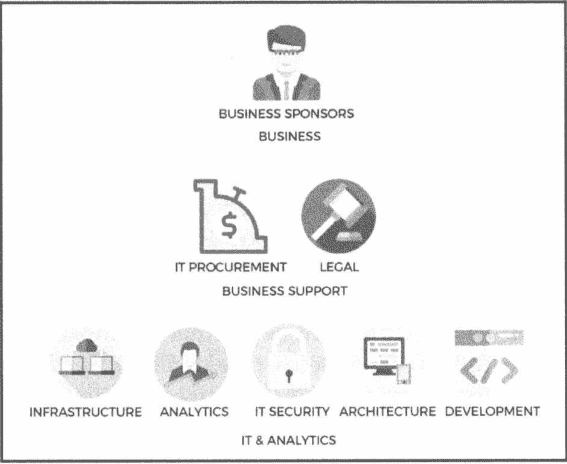 BUSINESS SPONSORS
BUSINESS
$
IT PROCUREMENT LEGAL
BUSINESS SUPPORT
INFRASTRUCTURE ANALYTICS IT SECURITY ARCHITECTURE DEVELOPMENT
IT & ANALYTICS